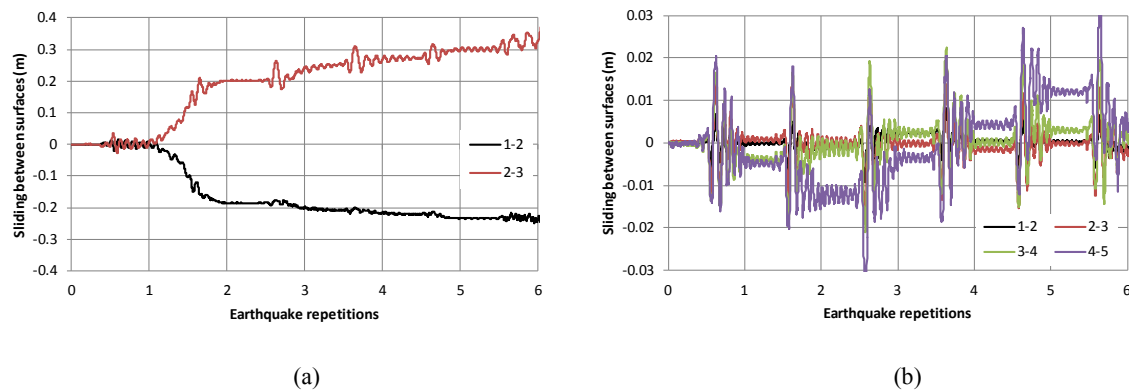 Sliding between surfaces (m)
0.4
0.3
0.2
0.1
0
-0.1
-0.2
-0.3
0.4
1-2
2-3
0 1 2 3 4 5 6
Earthquake repetitions
(a)
Sliding between surfaces (m)
0.03
0.02
0.01
0
-0.01
-0.02
-0.03
1-2 2-3
3-4 4-5
0 1 2 3 4 5 6
Earthquake repetitions
(b)